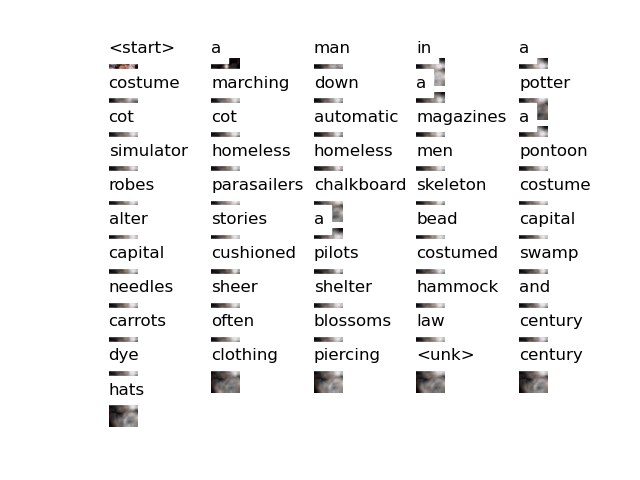 <start> a man in a
costume marching down a potter
cot cot automatic magazines a
simulator homeless homeless men pontoon
robes parasailers chalkboard skeleton costume
alter stories a bead capital
capital cushioned pilots costumed swamp
needles sheer shelter hammock and
carrots often blossoms law century
dye clothing piercing <unk> century
hats